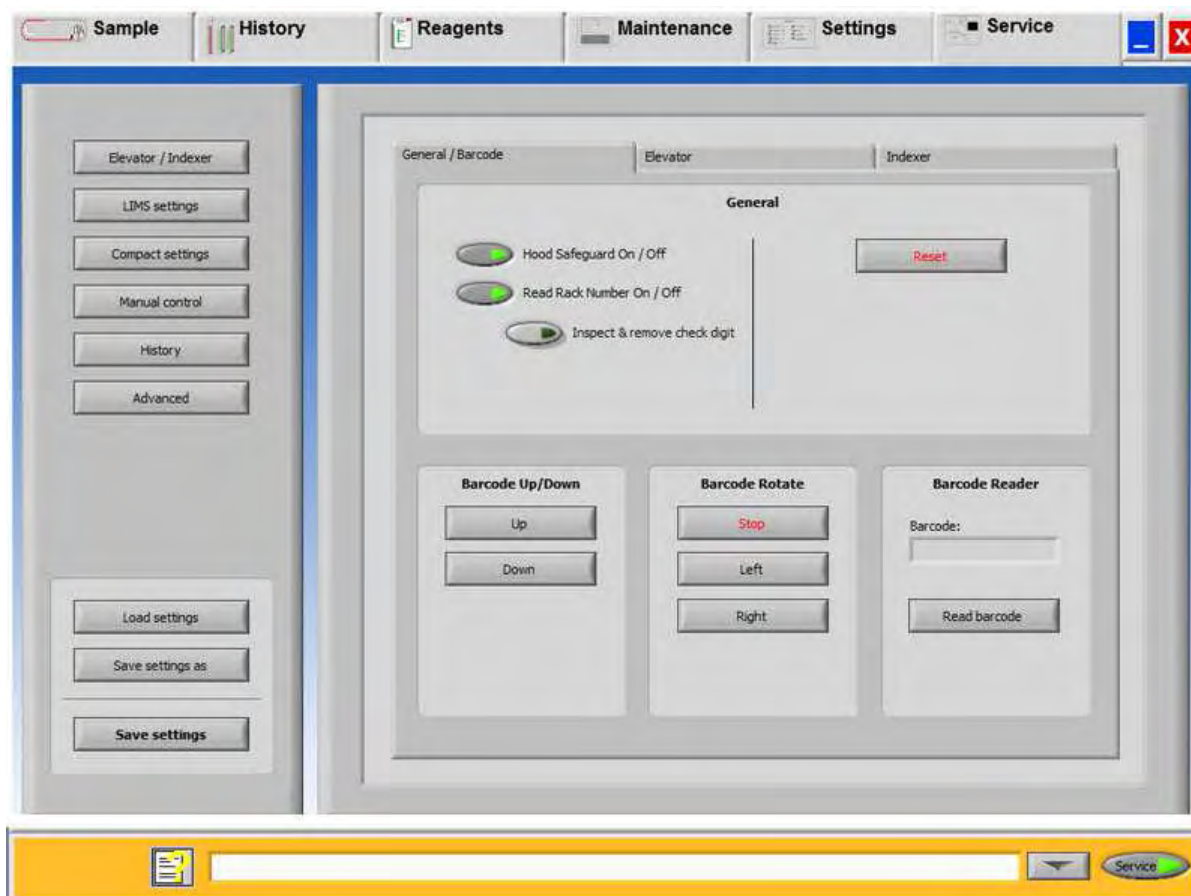 Sample
History
Reagents
Maintenance
Settings
Service
X
Elevator / Indexer
LIMS settings
Compact settings
Manual control
History
Advanced
Load settings
Save settings as
Save settings
General / Barcode
Elevator
Indexer
General
Hood Safeguard On / Off
Read Rack Number On / Off
Inspect & remove check digit
Reset
Barcode Up/Down
Up
Down
Barcode Rotate
Stop
Left
Right
Barcode Reader
Barcode:
Read barcode
Service